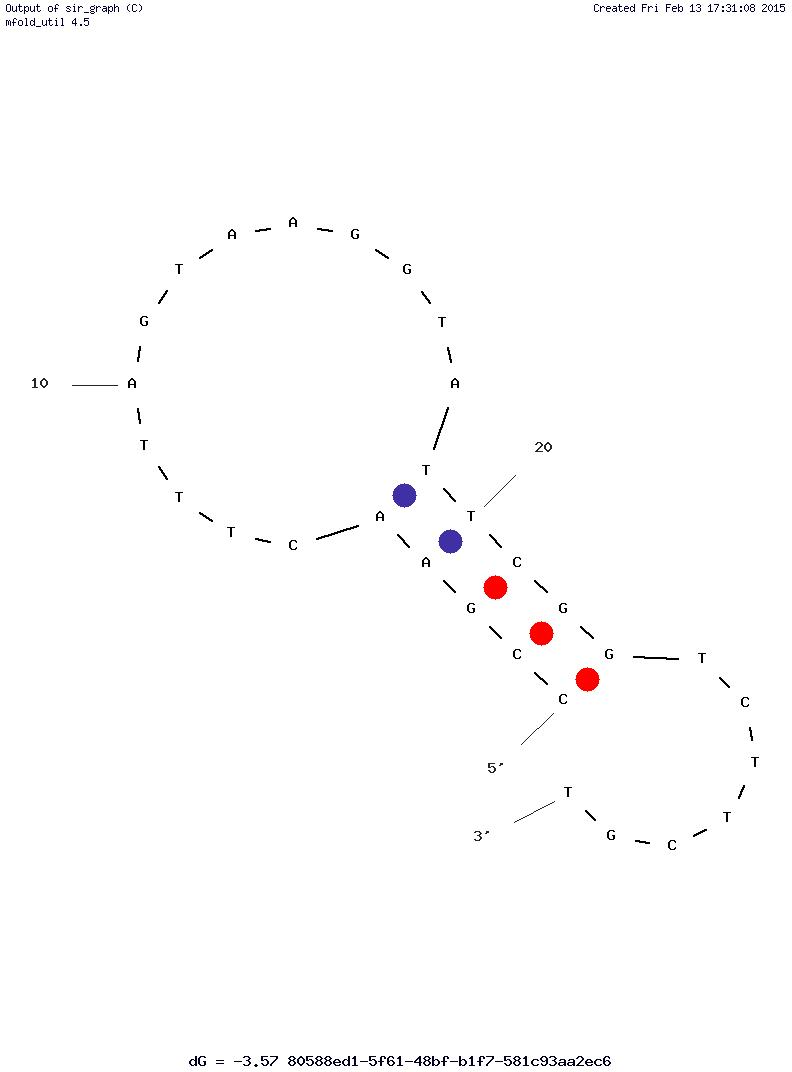 Output of sir_graph (C)
mfold_util 4.5
Created Fri Feb 13 17:31:08 2015
A
A G
A G
T
G T
10 A A
20
T
T
T A T
T C
T C A
G G
C G T
C C
T
5'
T
3' T
G C
dG = -3.57 80588ed1-5f61-48bf-b1f7-581c93aa2ec6